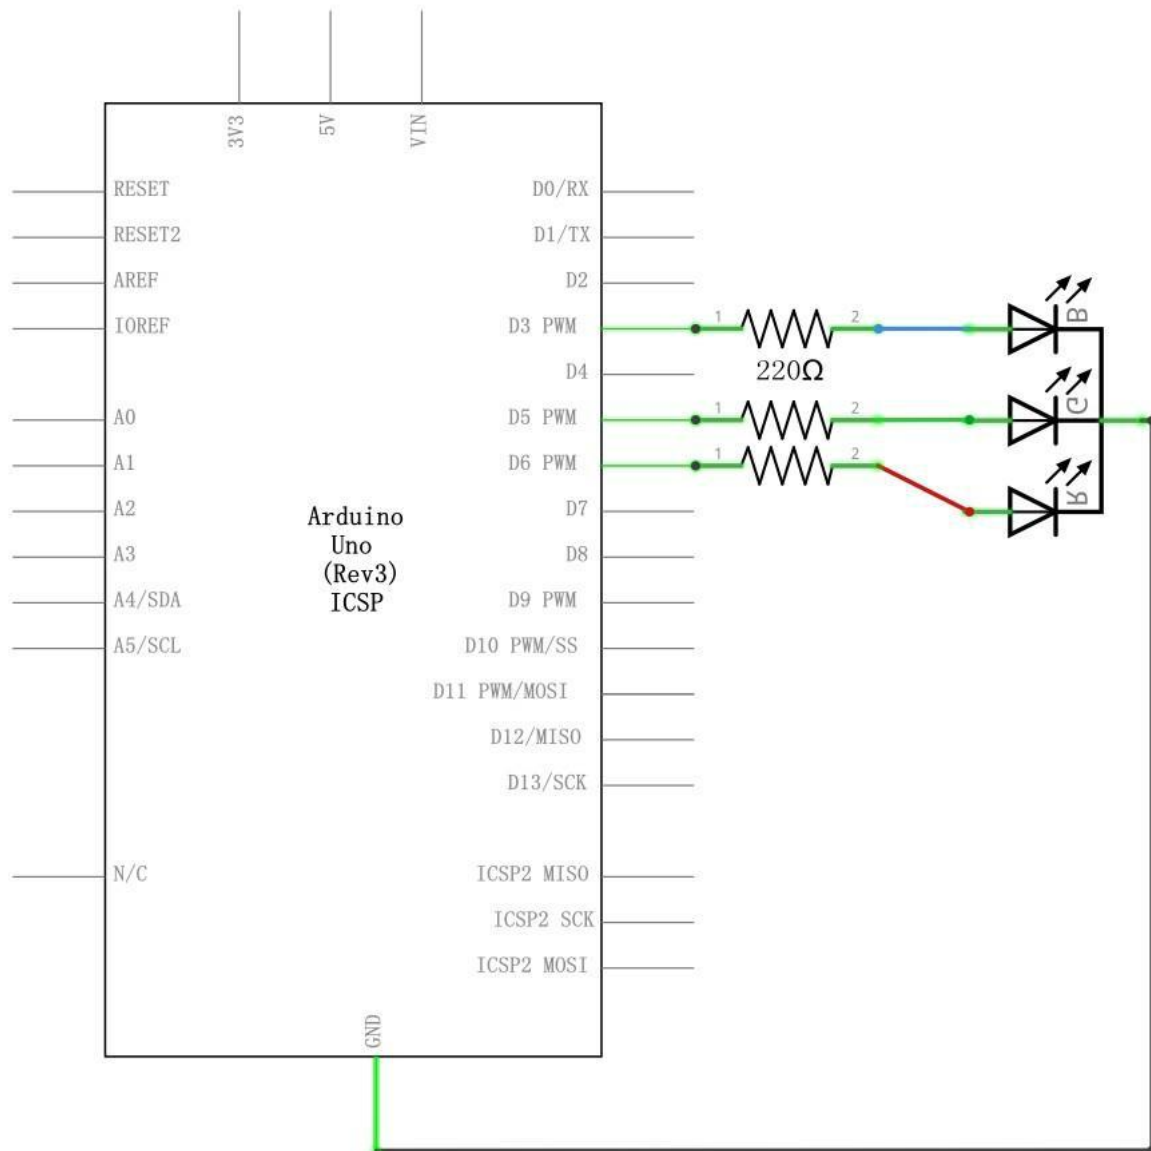 3V3
5V
VIN
RESET
D0/RX
RESET2
D1/TX
AREF
D2
IOREF
D3 PWM
1
2
B
220Ω
D4
A0
D5 PWM
1
2
G
A1
D6 PWM
1
2
R
A2
D7
A3
D8
Arduino
Uno
(Rev3)
ICSP
A4/SDA
D9 PWM
A5/SCL
D10 PWM/SS
D11 PWM/MOSI
D12/MISO
D13/SCK
N/C
ICSP2 MISO
ICSP2 SCK
ICSP2 MOSI
GND